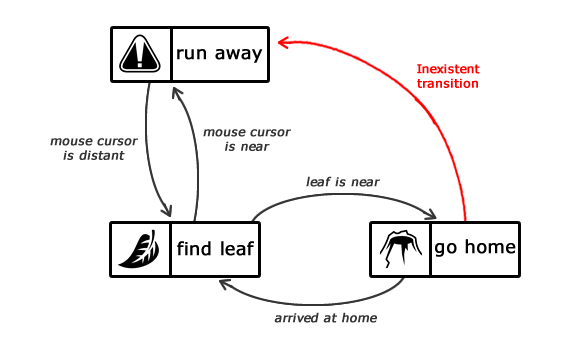 run away
Inexistent
transition
mouse cursor
is distant
mouse cursor
is near
leaf is near
find leaf
go home
arrived at home